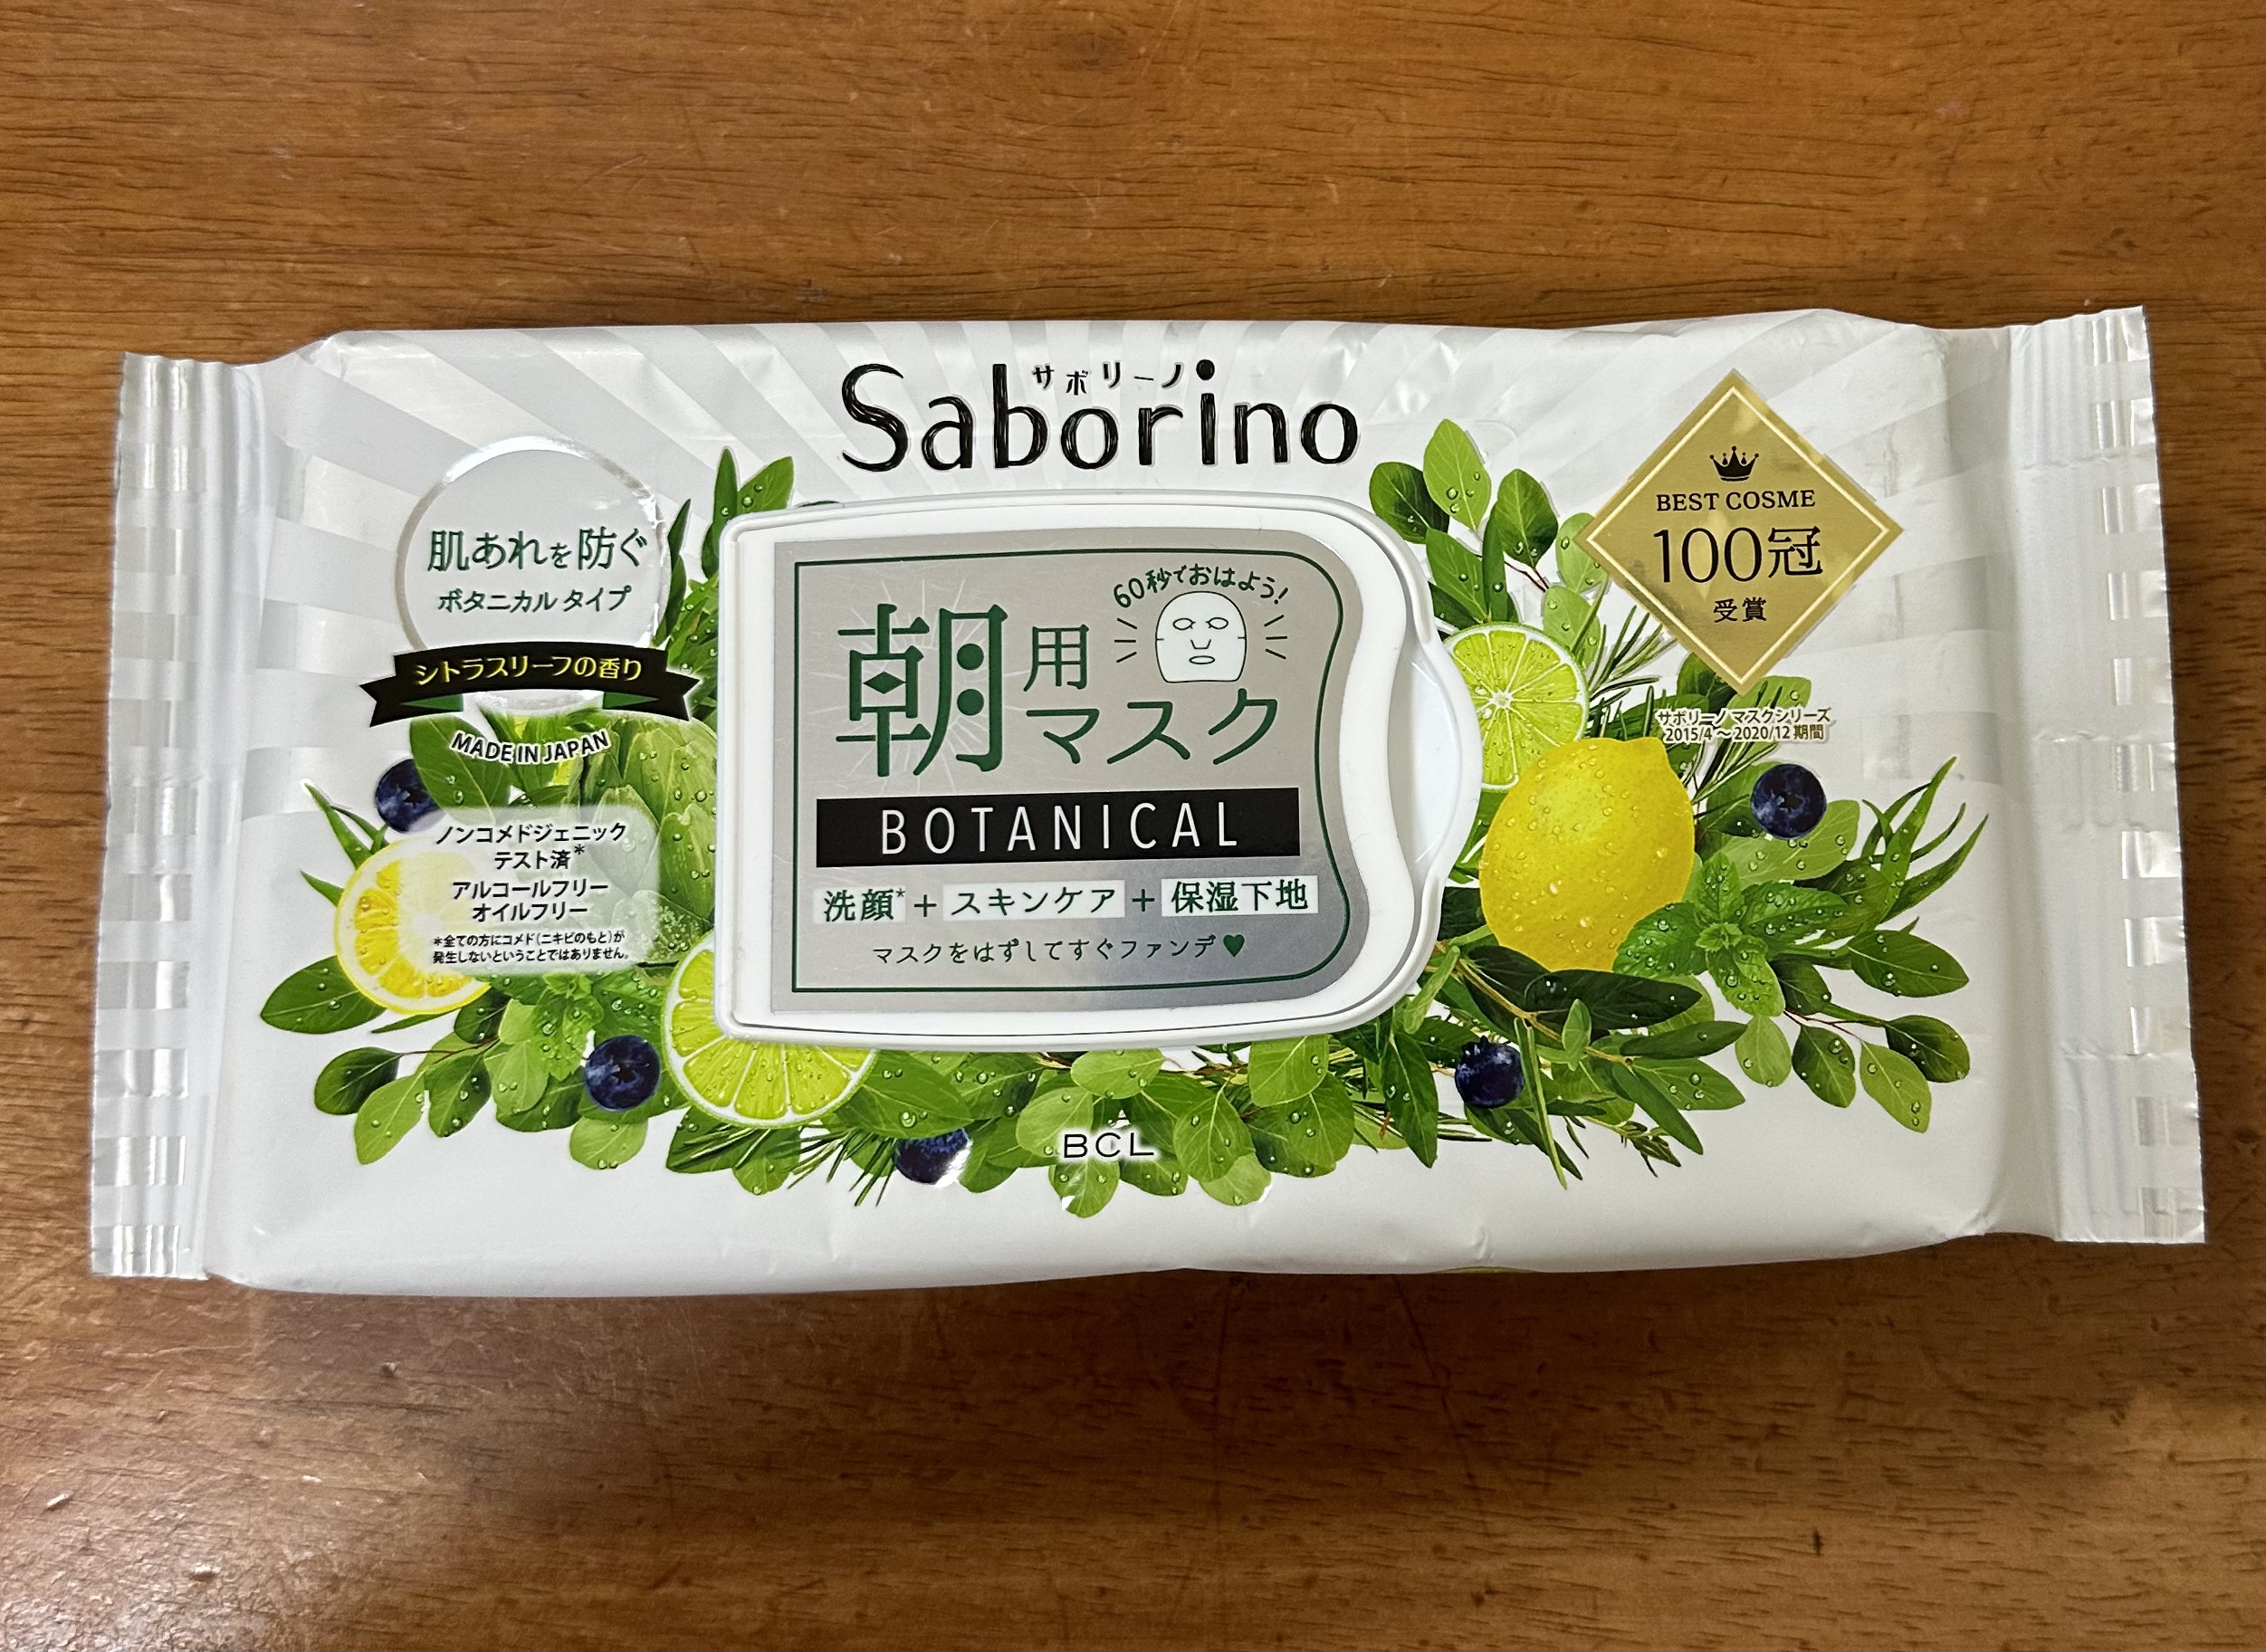 サボリーノ
Saborino
肌あれを防ぐ
ボタニカル タイプ
シトラスリーフの香り
MADE IN JAPAN
ノンコメドジェニック
テスト済*
アルコールフリー
オイルフリー
*全ての方にコメド(ニキビのもと)が
発生しないということではありません。
60秒でおはよう!
朝用マスク
BOTANICAL
洗顔*+スキンケア+保湿下地
マスクをはずしてすぐファンデ♥
BEST COSME
100冠
受賞
サボリーノ マスクシリーズ
2015/4〜2020/12 期間
BCL